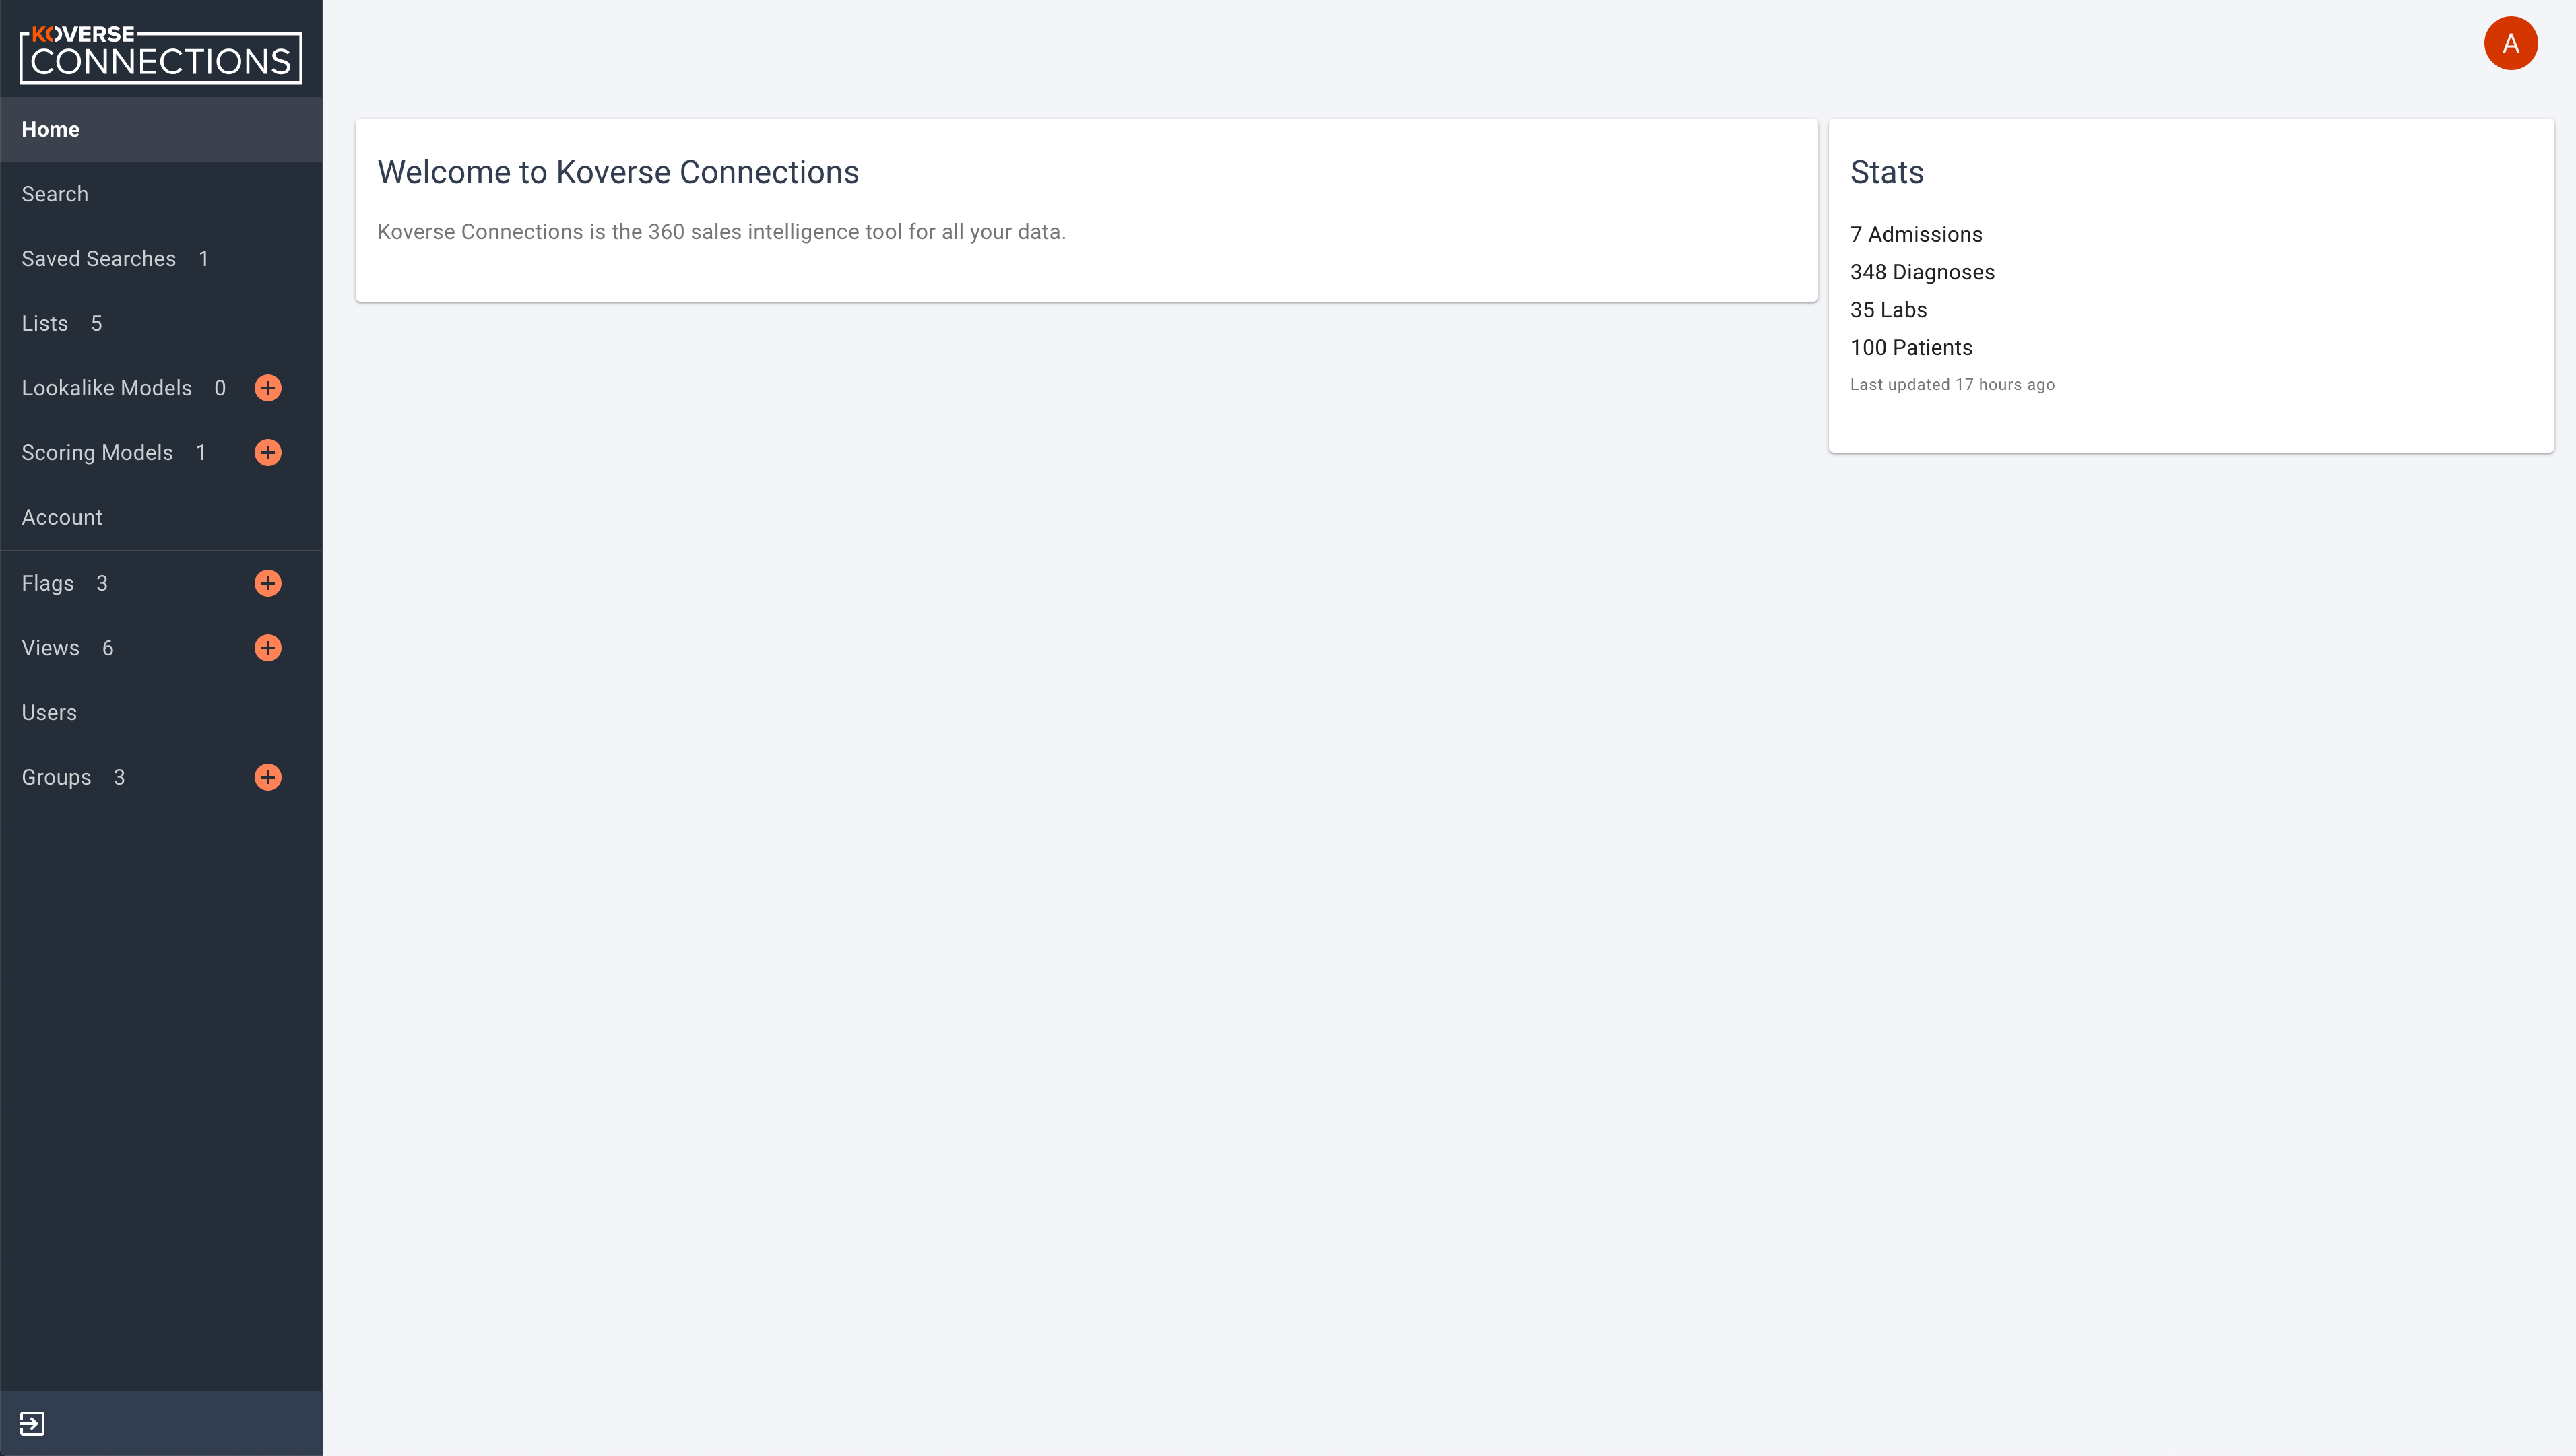 KOVERSE
CONNECTIONS
Home
Search
Saved Searches 1
Lists 5
Lookalike Models 0
Scoring Models 1
Account
Flags 3
Views 6
Users
Groups 3
A
Welcome to Koverse Connections
Koverse Connections is the 360 sales intelligence tool for all your data.
Stats
7 Admissions
348 Diagnoses
35 Labs
100 Patients
Last updated 17 hours ago